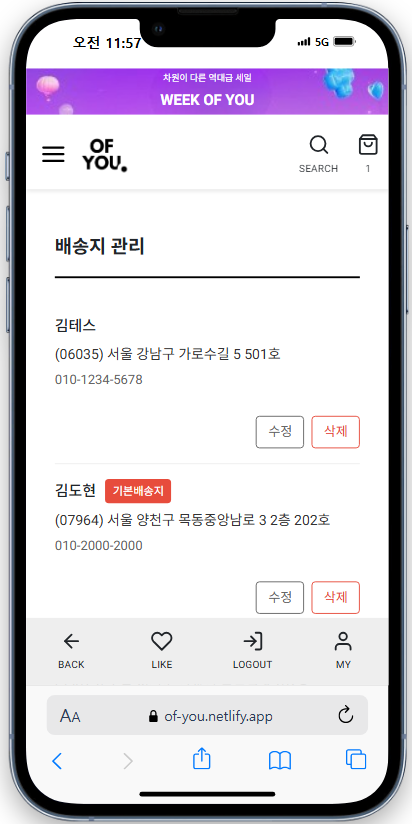 오전 11:57
5G
차원이 다른 역대급 세일
WEEK OF YOU
OF
YOU.
SEARCH
1
배송지 관리
김테스
(06035) 서울 강남구 가로수길 5 501호
010-1234-5678
수정 삭제
김도현 기본배송지
(07964) 서울 양천구 목동중앙남로 3 2층 202호
010-2000-2000
수정 삭제
BACK LIKE LOGOUT MY
AA of-you.netlify.app